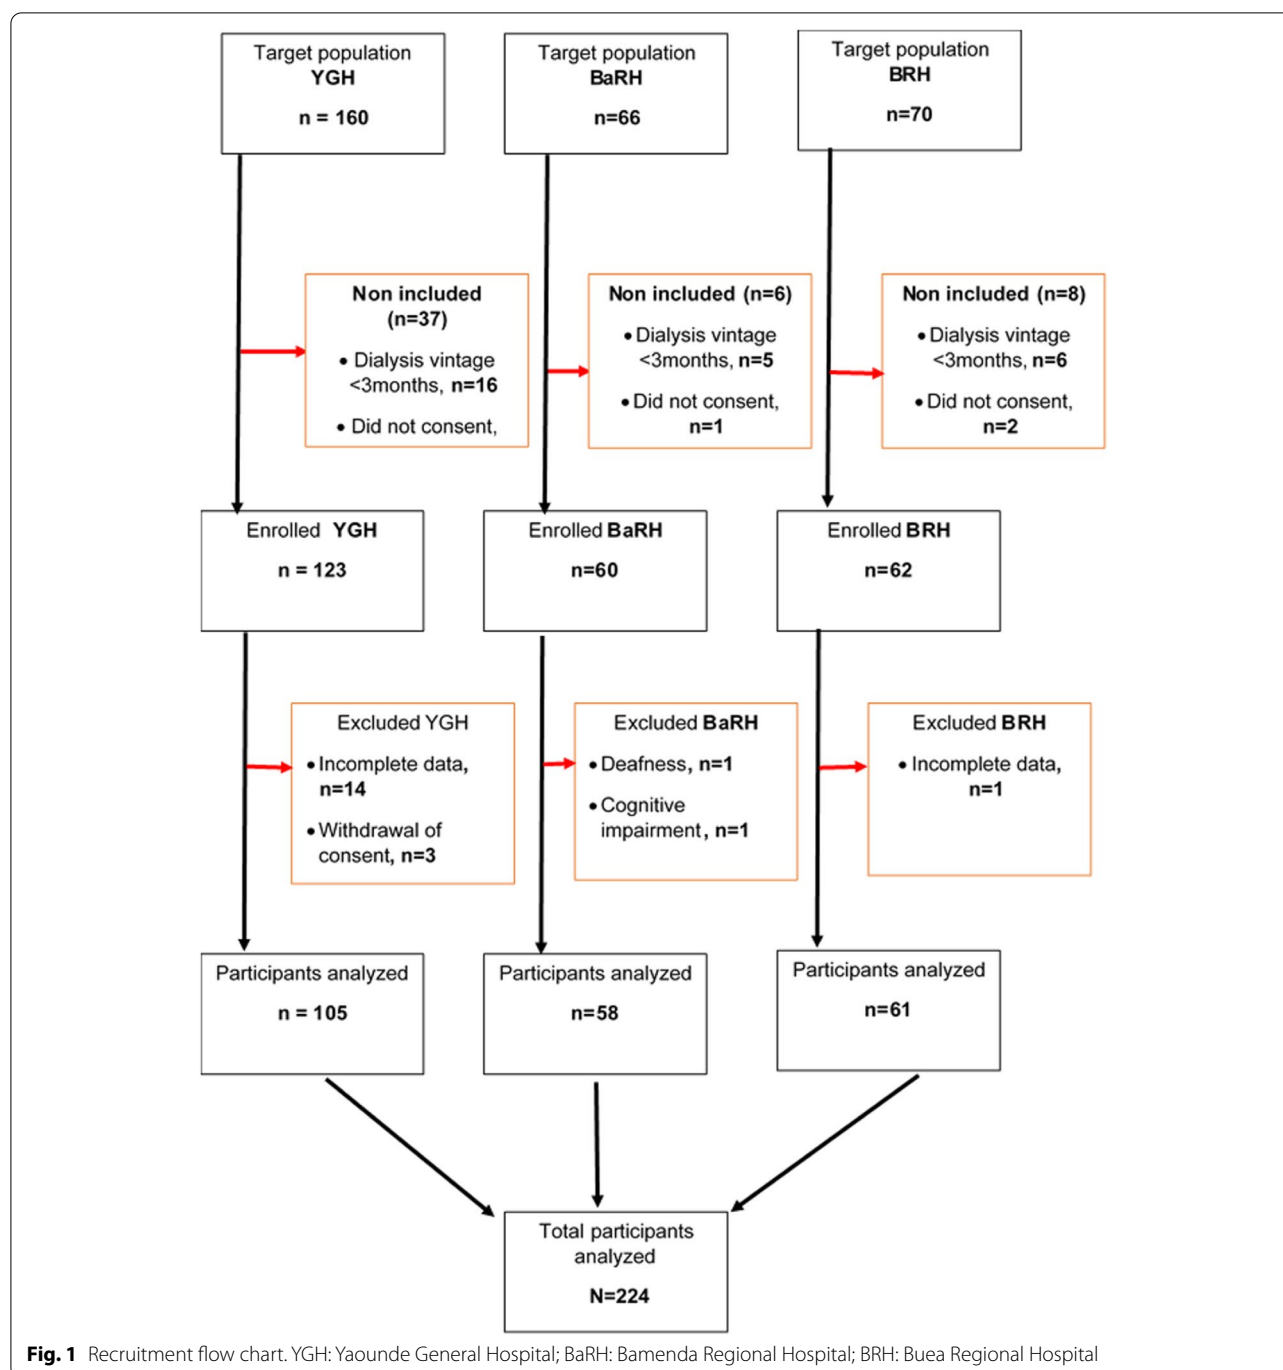 Target population
YGH
n = 160
Target population
BaRH
n=66
Target population
BRH
n=70
Non included
(n=37)
• Dialysis vintage
<3months, n=16
• Did not consent,
Non included (n=6)
• Dialysis vintage
<3months, n=5
• Did not consent,
n=1
Non included (n=8)
• Dialysis vintage
<3months, n=6
• Did not consent,
n=2
Enrolled YGH
n = 123
Enrolled BaRH
n=60
Enrolled BRH
n=62
Excluded YGH
• Incomplete data,
n=14
• Withdrawal of
consent, n=3
Excluded BaRH
• Deafness, n=1
• Cognitive
impairment, n=1
Excluded BRH
• Incomplete data,
n=1
Participants analyzed
n = 105
Participants analyzed
n=58
Participants analyzed
n=61
Total participants
analyzed
N=224
Fig. 1 Recruitment flow chart. YGH: Yaounde General Hospital; BaRH: Bamenda Regional Hospital; BRH: Buea Regional Hospital